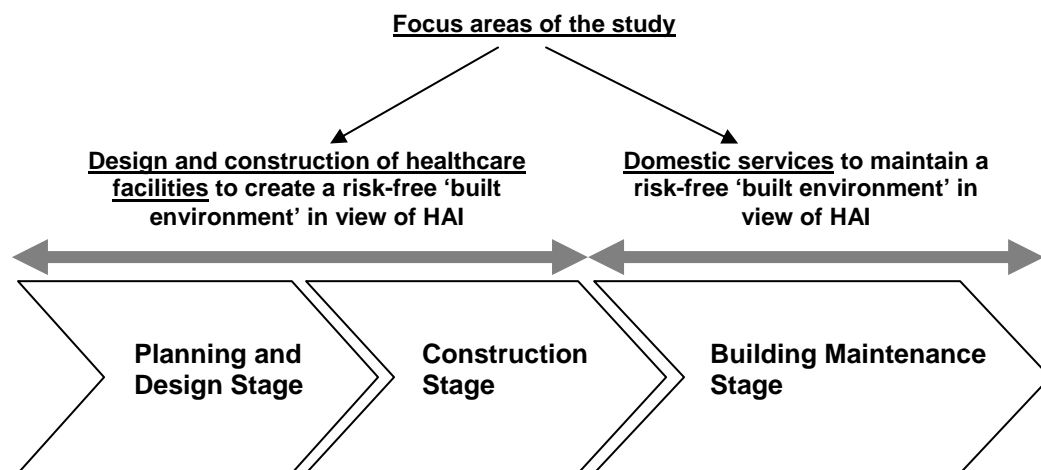 Focus areas of the study
Design and construction of healthcare
facilities to create a risk-free ‘built
environment’ in view of HAI
Domestic services to maintain a
risk-free ‘built environment’ in
view of HAI
Planning and
Design Stage
Construction
Stage
Building Maintenance
Stage